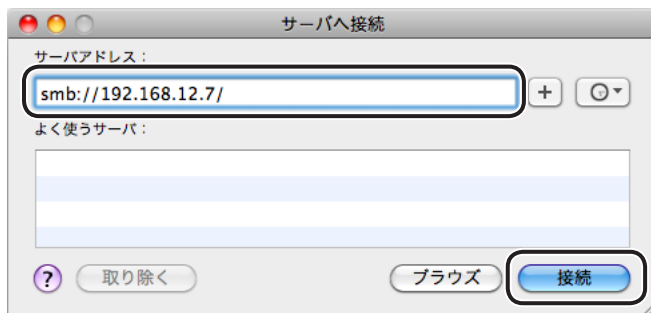 サーバへ接続
サーバアドレス：
smb://192.168.12.7/
+
よく使うサーバ：
?
取り除く
ブラウズ
接続